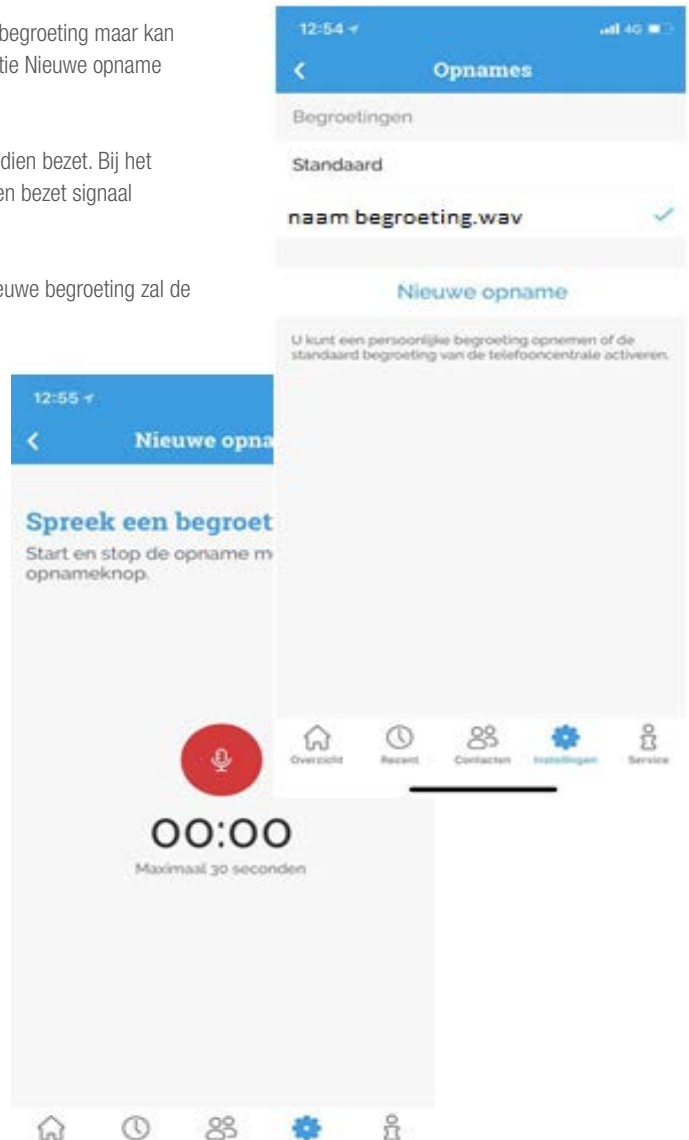 begroeting maar kan
tie Nieuwe opname
dien bezet. Bij het
en bezet signaal
euwe begroeting zal de
12:54
4G
Opnames
Begroetingen
Standaard
naam begroeting.wav
Nieuwe opname
U kunt een persoonlijke begroeting opnemen of de
standaard begroeting van de telefooncentrale activeren.
Overzicht Recent Contacten Instellingen Service
12:55
Nieuwe opna
Spreek een begroet
Start en stop de opname m
opnameknop.
00:00
Maximaal 30 seconden